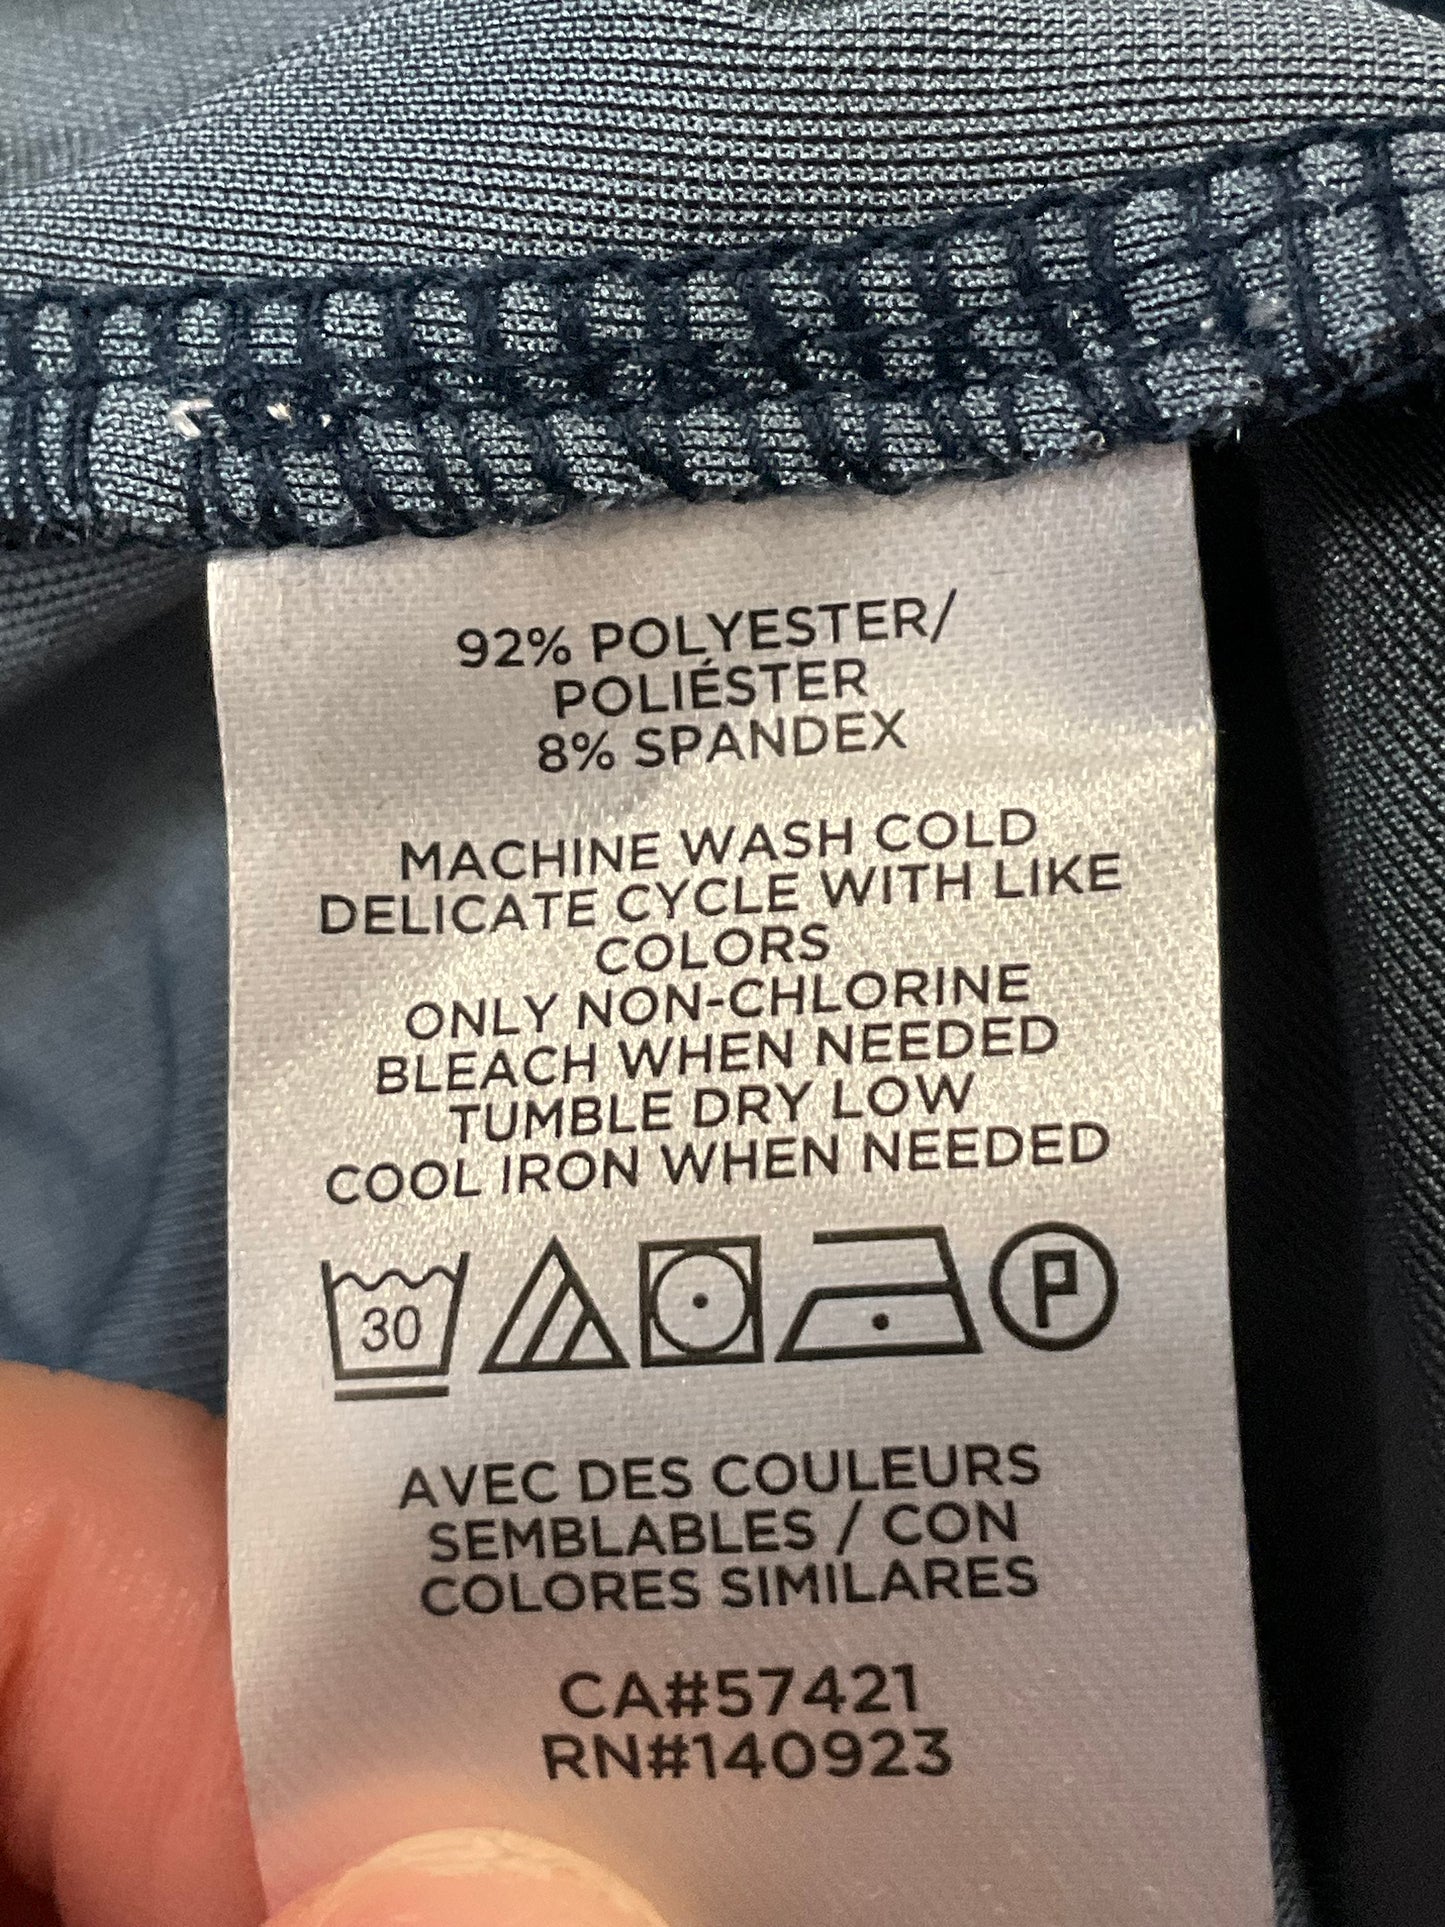 92% POLYESTER/
POLIÉSTER
8% SPANDEX
MACHINE WASH COLD
DELICATE CYCLE WITH LIKE
COLORS
ONLY NON-CHLORINE
BLEACH WHEN NEEDED
TUMBLE DRY LOW
COOL IRON WHEN NEEDED
30 P
AVEC DES COULEURS
SEMBLABLES / CON
COLORES SIMILARES
CA#57421
RN#140923